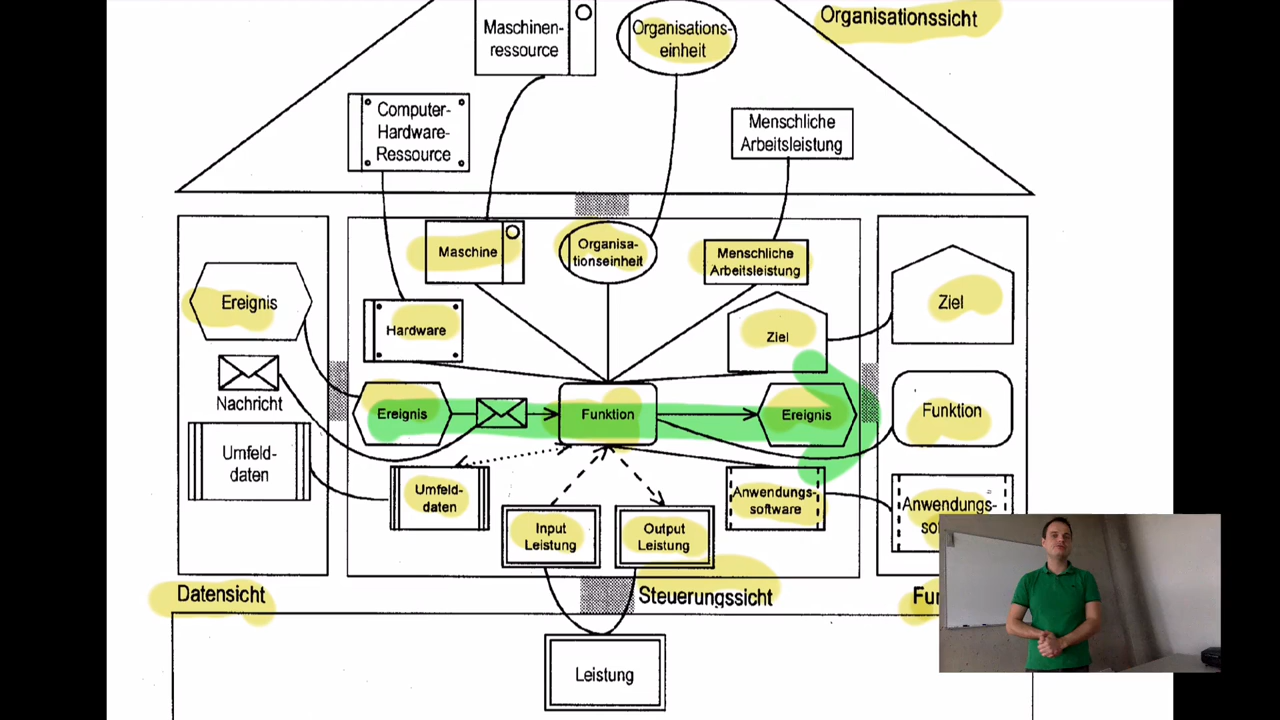 Organisationssicht
Maschinen-
ressource
Organisations-
einheit
Computer-
Hardware-
Ressource
Menschliche
Arbeitsleistung
Maschine
Organisa-
tionseinheit
Menschliche
Arbeitsleistung
Ereignis
Ziel
Hardware
Ziel
Nachricht
Ereignis
Funktion
Ereignis
Funktion
Umfeld-
daten
Umfeld-
daten
Anwendungs-
software
Anwendungs-
Input
Leistung
Output
Leistung
Datensicht
Steuerungssicht
Leistung